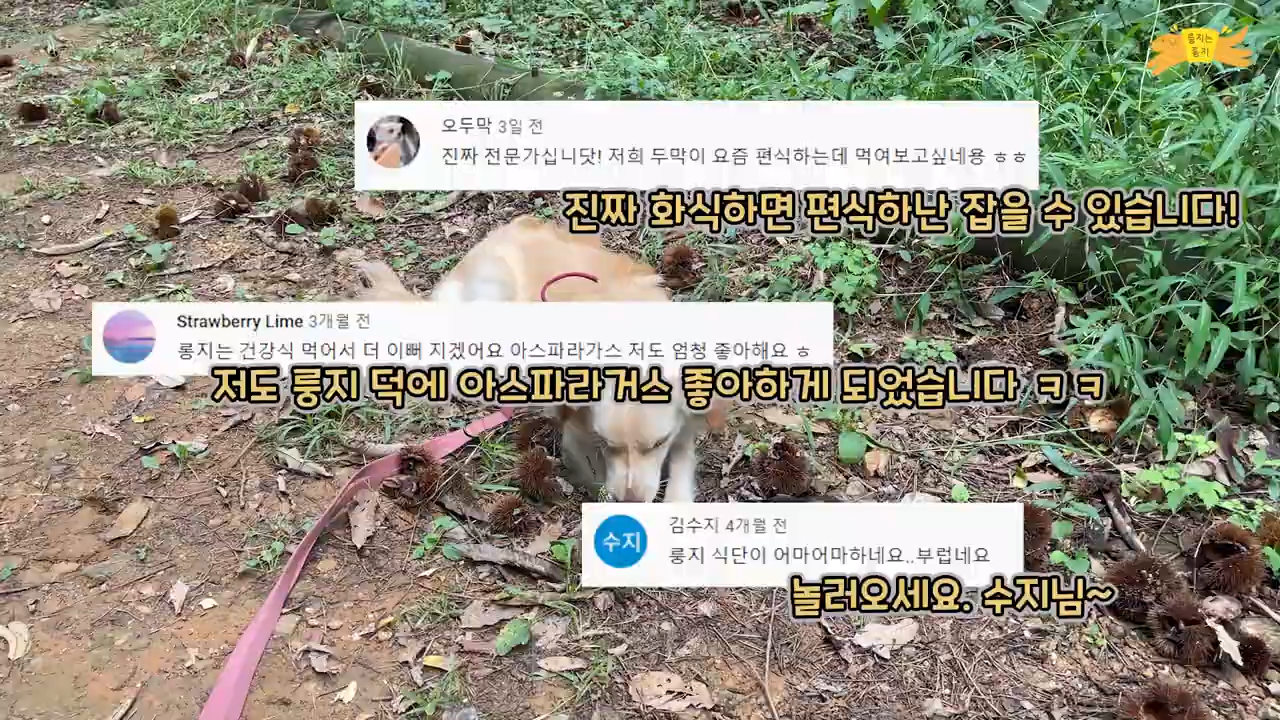 룽지는
룽지
오두막 3일 전
진짜 전문가십니닷! 저희 두막이 요즘 편식하는데 먹여보고싶네용 ㅎㅎ
진짜 화식하면 편식하난 잡을 수 있습니다!
Strawberry Lime 3개월 전
롱지는 건강식 먹어서 더 이뻐 지겠어요 아스파라가스 저도 엄청 좋아해요 ㅎ
저도 룽지 덕에 아스파라거스 좋아하게 되었습니다 ㅋㅋ
수지
김수지 4개월 전
룽지 식단이 어마어마하네요..부럽네요
놀러오세요. 수지님~